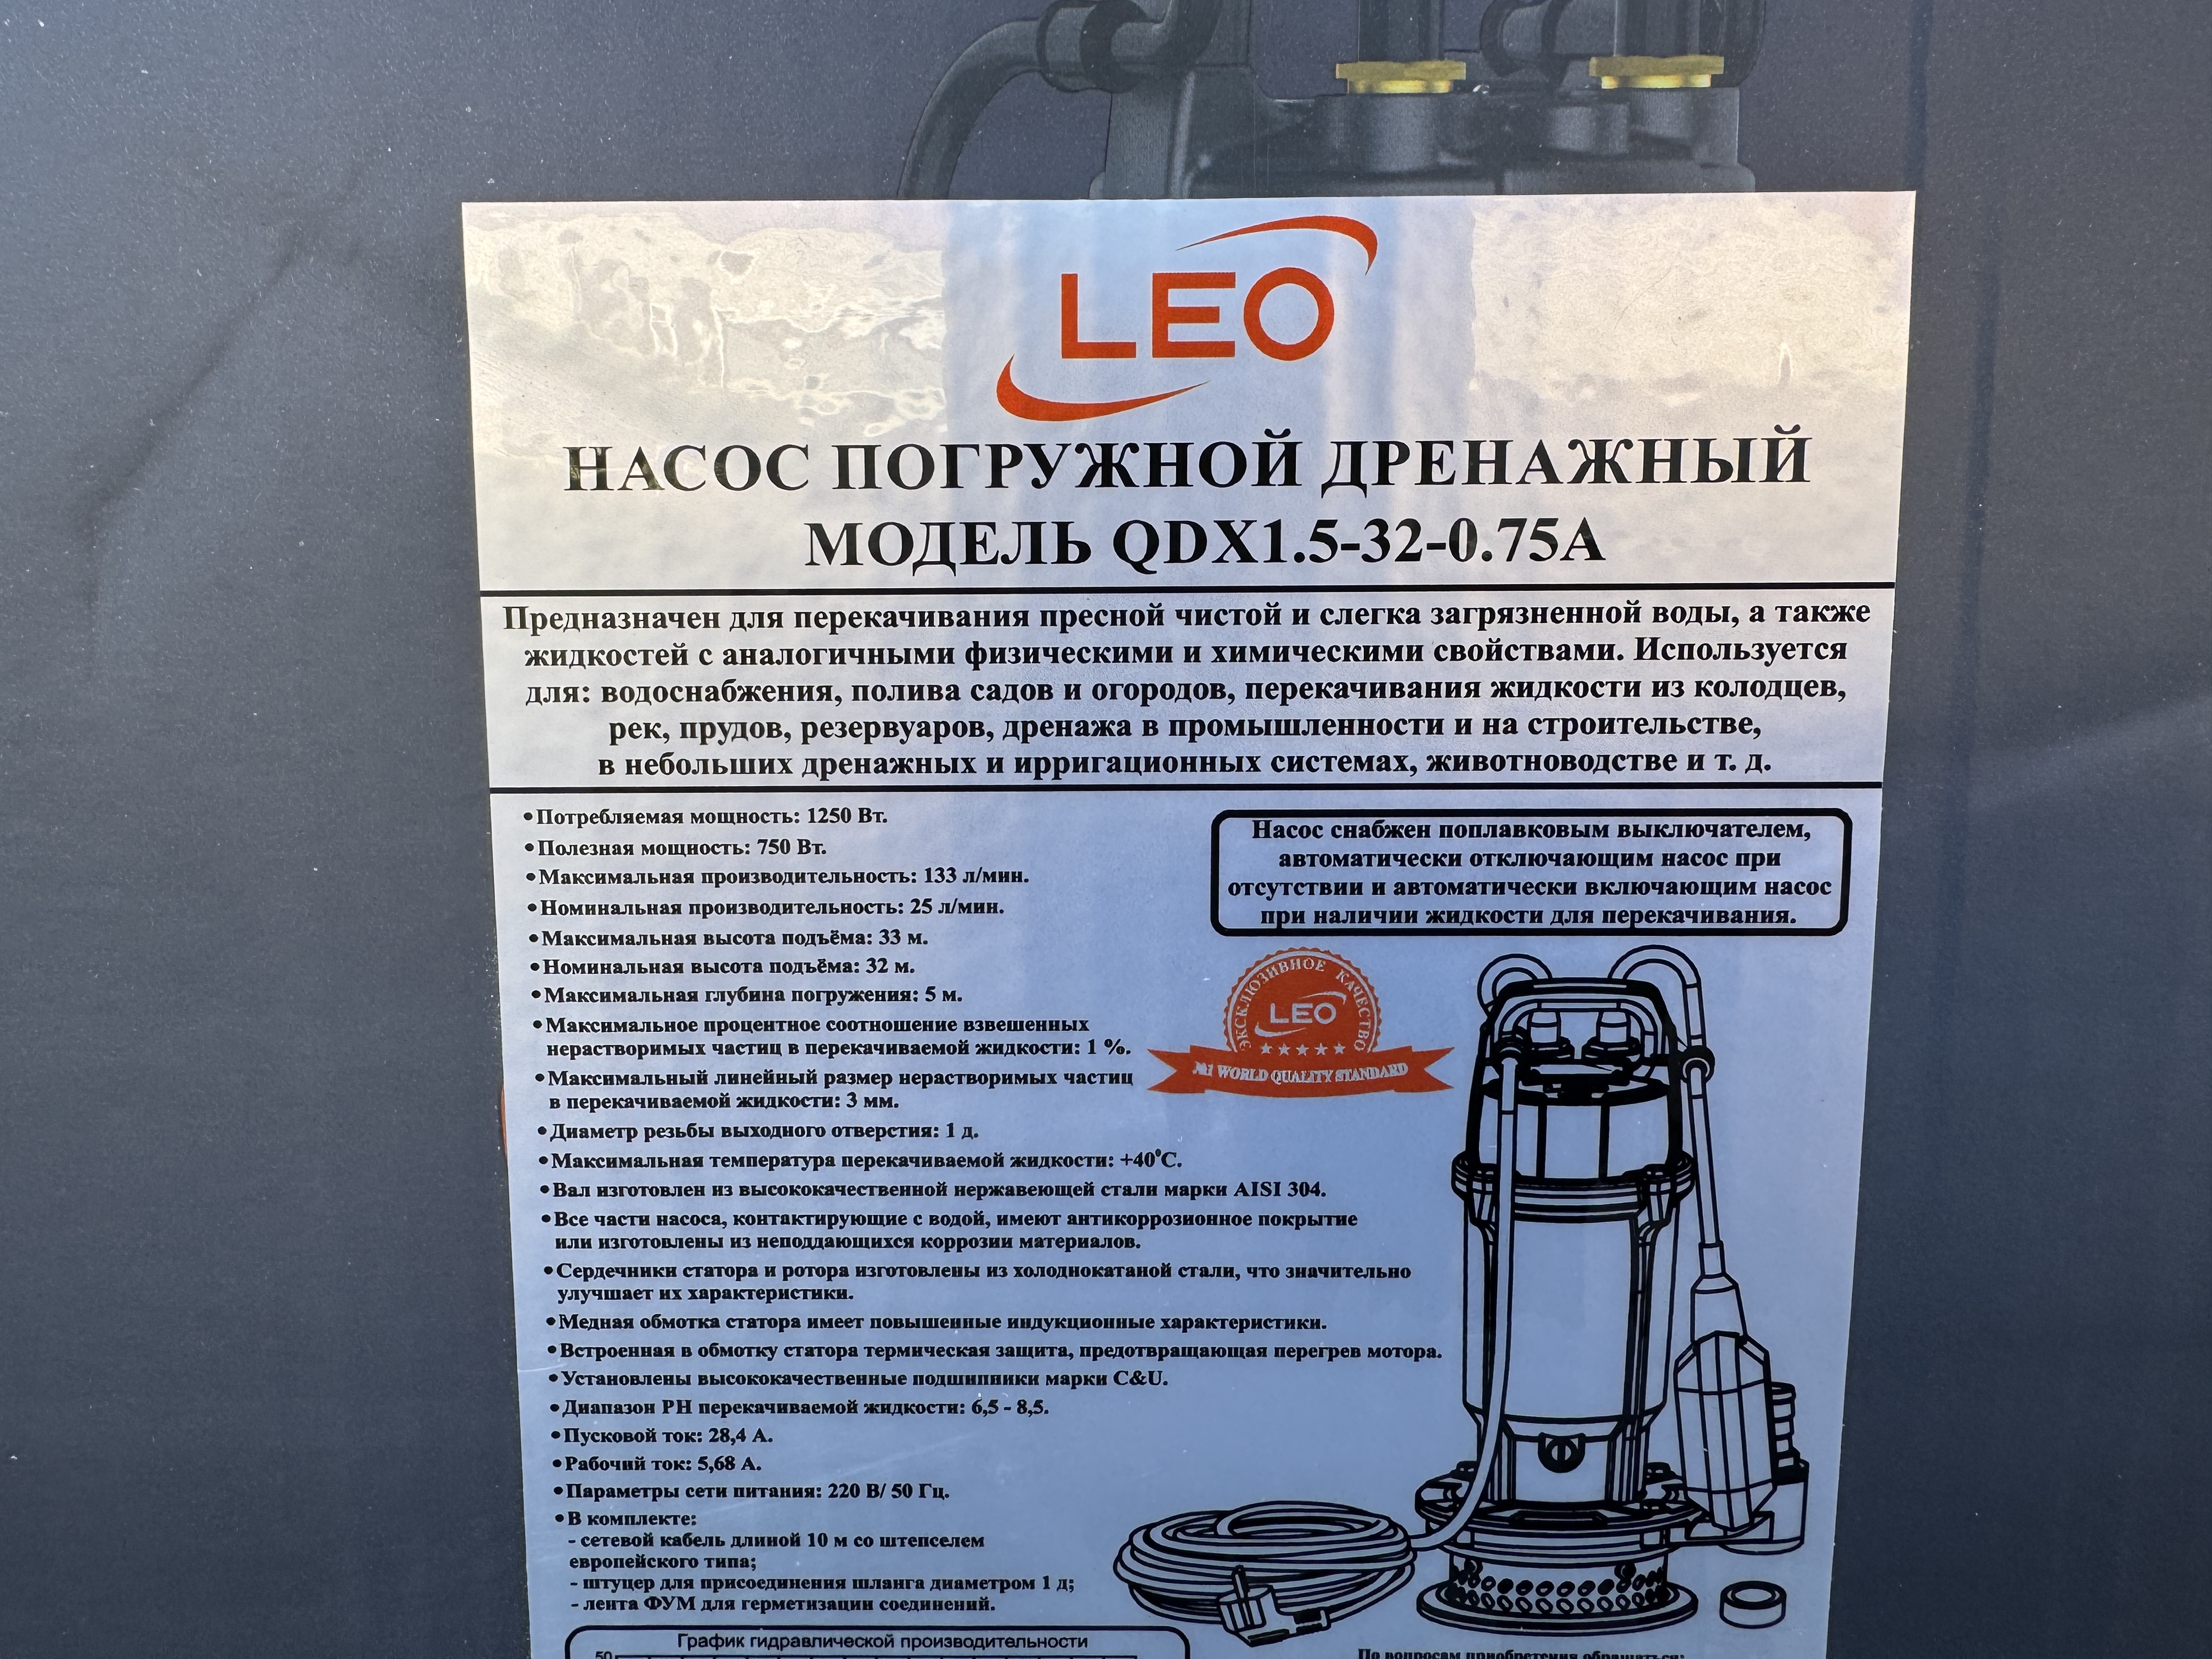 LEO
НАСОС ПОГРУЖНОЙ ДРЕНАЖНЫЙ
МОДЕЛЬ QDX1.5-32-0.75A
Предназначен для перекачивания пресной чистой и слегка загрязненной воды, а также
жидкостей с аналогичными физическими и химическими свойствами. Используется
для: водоснабжения, полива садов и огородов, перекачивания жидкости из колодцев,
рек, прудов, резервуаров, дренажа в промышленности и на строительстве,
в небольших дренажных и ирригационных системах, животноводстве и т. д.
• Потребляемая мощность: 1250 Вт.
• Полезная мощность: 750 Вт.
• Максимальная производительность: 133 л/мин.
• Номинальная производительность: 25 л/мин.
• Максимальная высота подъёма: 33 м.
• Номинальная высота подъёма: 32 м.
• Максимальная глубина погружения: 5 м.
• Максимальное процентное соотношение взвешенных
нерастворимых частиц в перекачиваемой жидкости: 1 %.
• Максимальный линейный размер нерастворимых частиц
в перекачиваемой жидкости: 3 мм.
• Диаметр резьбы выходного отверстия: 1 д.
• Максимальная температура перекачиваемой жидкости: +40⁰С.
• Вал изготовлен из высококачественной нержавеющей стали марки AISI 304.
• Все части насоса, контактирующие с водой, имеют антикоррозионное покрытие
или изготовлены из неподдающихся коррозии материалов.
• Сердечники статора и ротора изготовлены из холоднокатаной стали, что значительно
улучшает их характеристики.
• Медная обмотка статора имеет повышенные индукционные характеристики.
• Встроенная в обмотку статора термическая защита, предотвращающая перегрев мотора.
• Установлены высококачественные подшипники марки C&U.
• Диапазон РН перекачиваемой жидкости: 6,5 - 8,5.
• Пусковой ток: 28,4 А.
• Рабочий ток: 5,68 А.
• Параметры сети питания: 220 В/ 50 Гц.
• В комплекте:
- сетевой кабель длиной 10 м со штепселем
европейского типа;
- штуцер для присоединения шланга диаметром 1 д;
- лента ФУМ для герметизации соединений.
График гидравлической производительности
50
Насос снабжен поплавковым выключателем,
автоматически отключающим насос при
отсутствии и автоматически включающим насос
при наличии жидкости для перекачивания.
ЭКСКЛЮЗИВНОЕ КАЧЕСТВО
LEO
№1 WORLD QUALITY STANDARD
По вопросам приобретения обращаться: